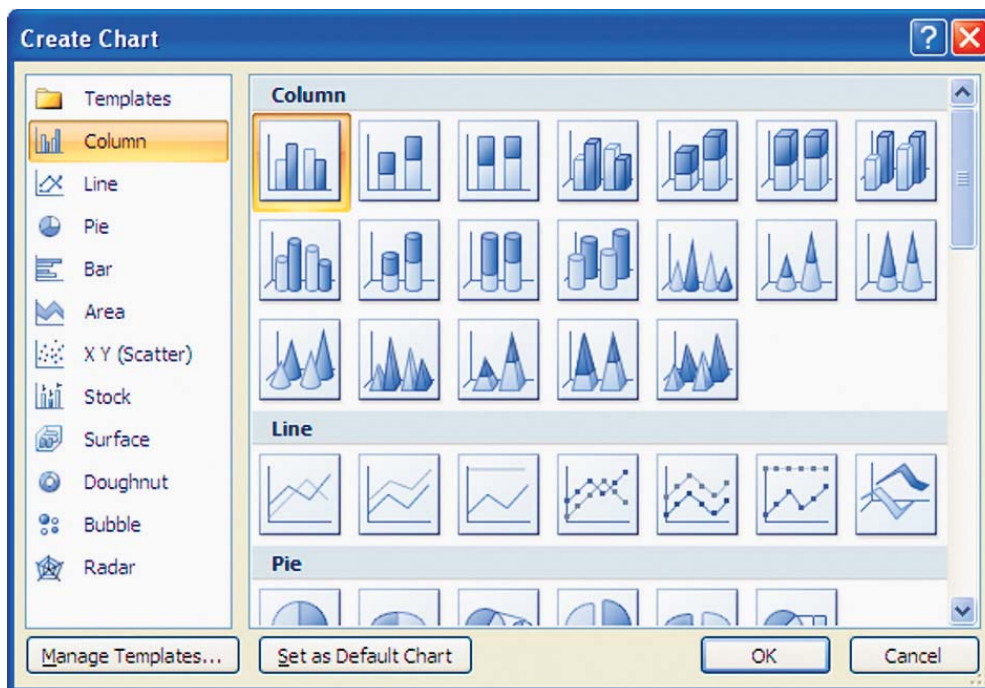 Create Chart
Templates
Column
Line
Pie
Bar
Area
X Y (Scatter)
Stock
Surface
Doughnut
Bubble
Radar
Column
Line
Pie
Manage Templates...
Set as Default Chart
OK
Cancel